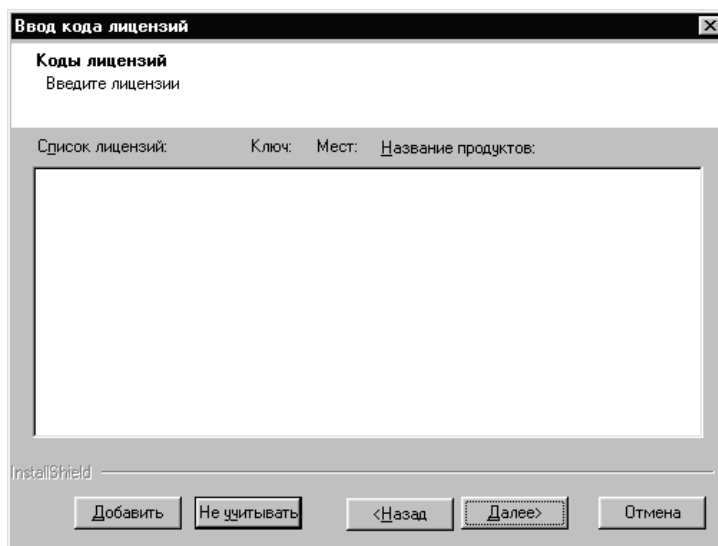 Ввод кода лицензий
Коды лицензий
Введите лицензии
Список лицензий: Ключ: Мест: Название продуктов:
InstallShield
Добавить Не учитывать <Назад Далее> Отмена